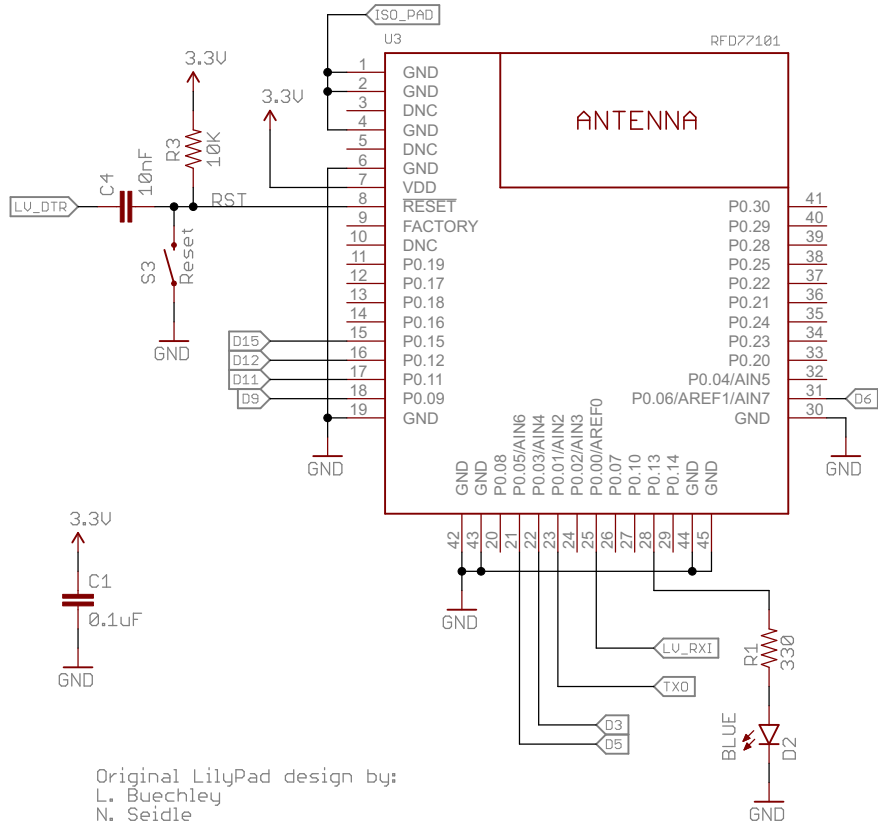 ISO_PAD
U3
RFD77101
ANTENNA
1 GND
2 GND
3 DNC
4 GND
5 DNC
6 GND
7 VDD
8 RESET
9 FACTORY
10 DNC
11 P0.19
12 P0.17
13 P0.18
14 P0.16
15 P0.15
16 P0.12
17 P0.11
18 P0.09
19 GND
P0.30 41
P0.29 40
P0.28 39
P0.25 38
P0.22 37
P0.21 36
P0.24 35
P0.23 34
P0.20 33
P0.04/AIN5 32
P0.06/AREF1/AIN7 31
GND 30
D6
GND
3.3V
R3
10K
3.3V
LV_DTR
C4
10nF
RST
S3
Reset
GND
D15
D12
D11
D9
GND
42 GND
43 GND
20 P0.08
21 P0.05/AIN6
22 P0.03/AIN4
23 P0.01/AIN2
24 P0.02/AIN3
25 P0.00/AREF0
26 P0.07
27 P0.10
28 P0.13
29 P0.14
44 GND
45 GND
GND
LV_RXI
TXO
D3
D5
R1
330
BLUE
D2
GND
3.3V
C1
0.1uF
GND
Original LilyPad design by:
L. Buechley
N. Seidle